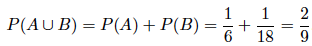 P(A ∪ B) = P(A) + P(B) = 1/6 + 1/18 = 2/9